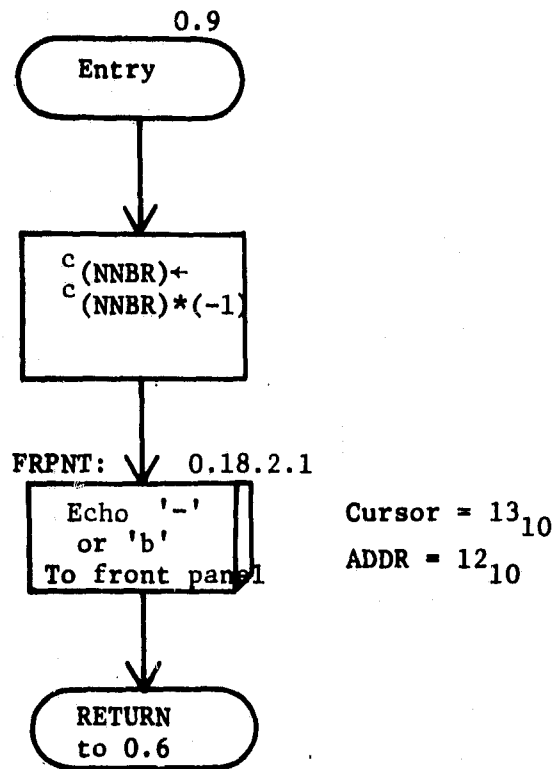 0.9
Entry
c(NNBR)←
c(NNBR)*(-1)
FRPNT: 0.18.2.1
Echo '-'
or 'b'
To front panel
Cursor = 13₁₀
ADDR = 12₁₀
RETURN
to 0.6